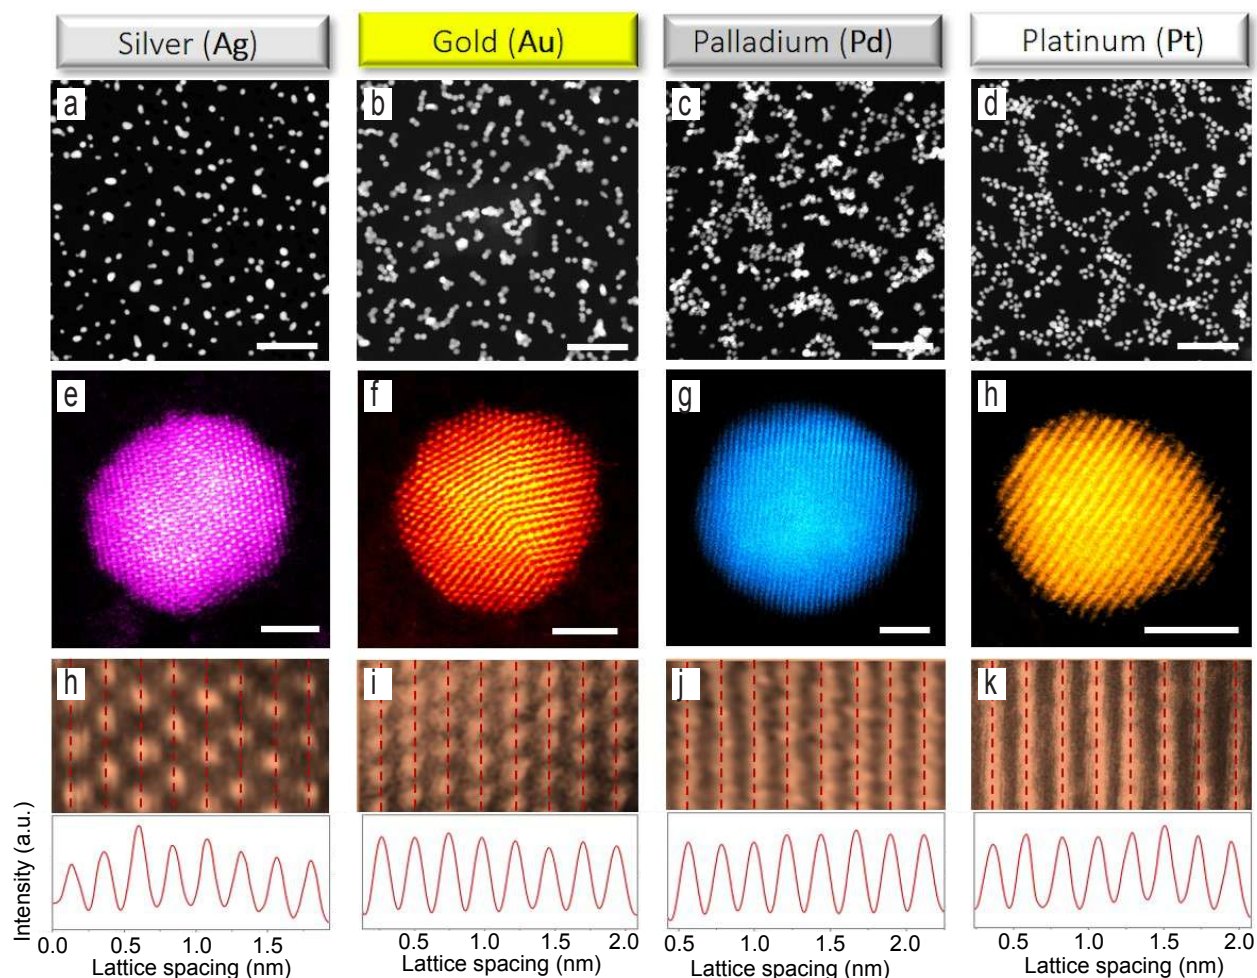 Silver (Ag)
Gold (Au)
Palladium (Pd)
Platinum (Pt)
a
b
c
d
e
f
g
h
h
i
j
k
Intensity (a.u.)
0.0 0.5 1.0 1.5
0.5 1.0 1.5 2.0
0.5 1.0 1.5 2.0
0.5 1.0 1.5 2.0
Lattice spacing (nm)
Lattice spacing (nm)
Lattice spacing (nm)
Lattice spacing (nm)